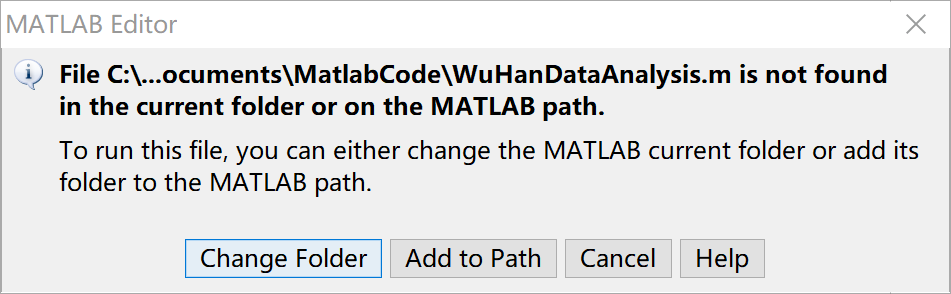 MATLAB Editor
File C:\...ocuments\MatlabCode\WuHanDataAnalysis.m is not found
in the current folder or on the MATLAB path.
To run this file, you can either change the MATLAB current folder or add its
folder to the MATLAB path.
Change Folder Add to Path Cancel Help